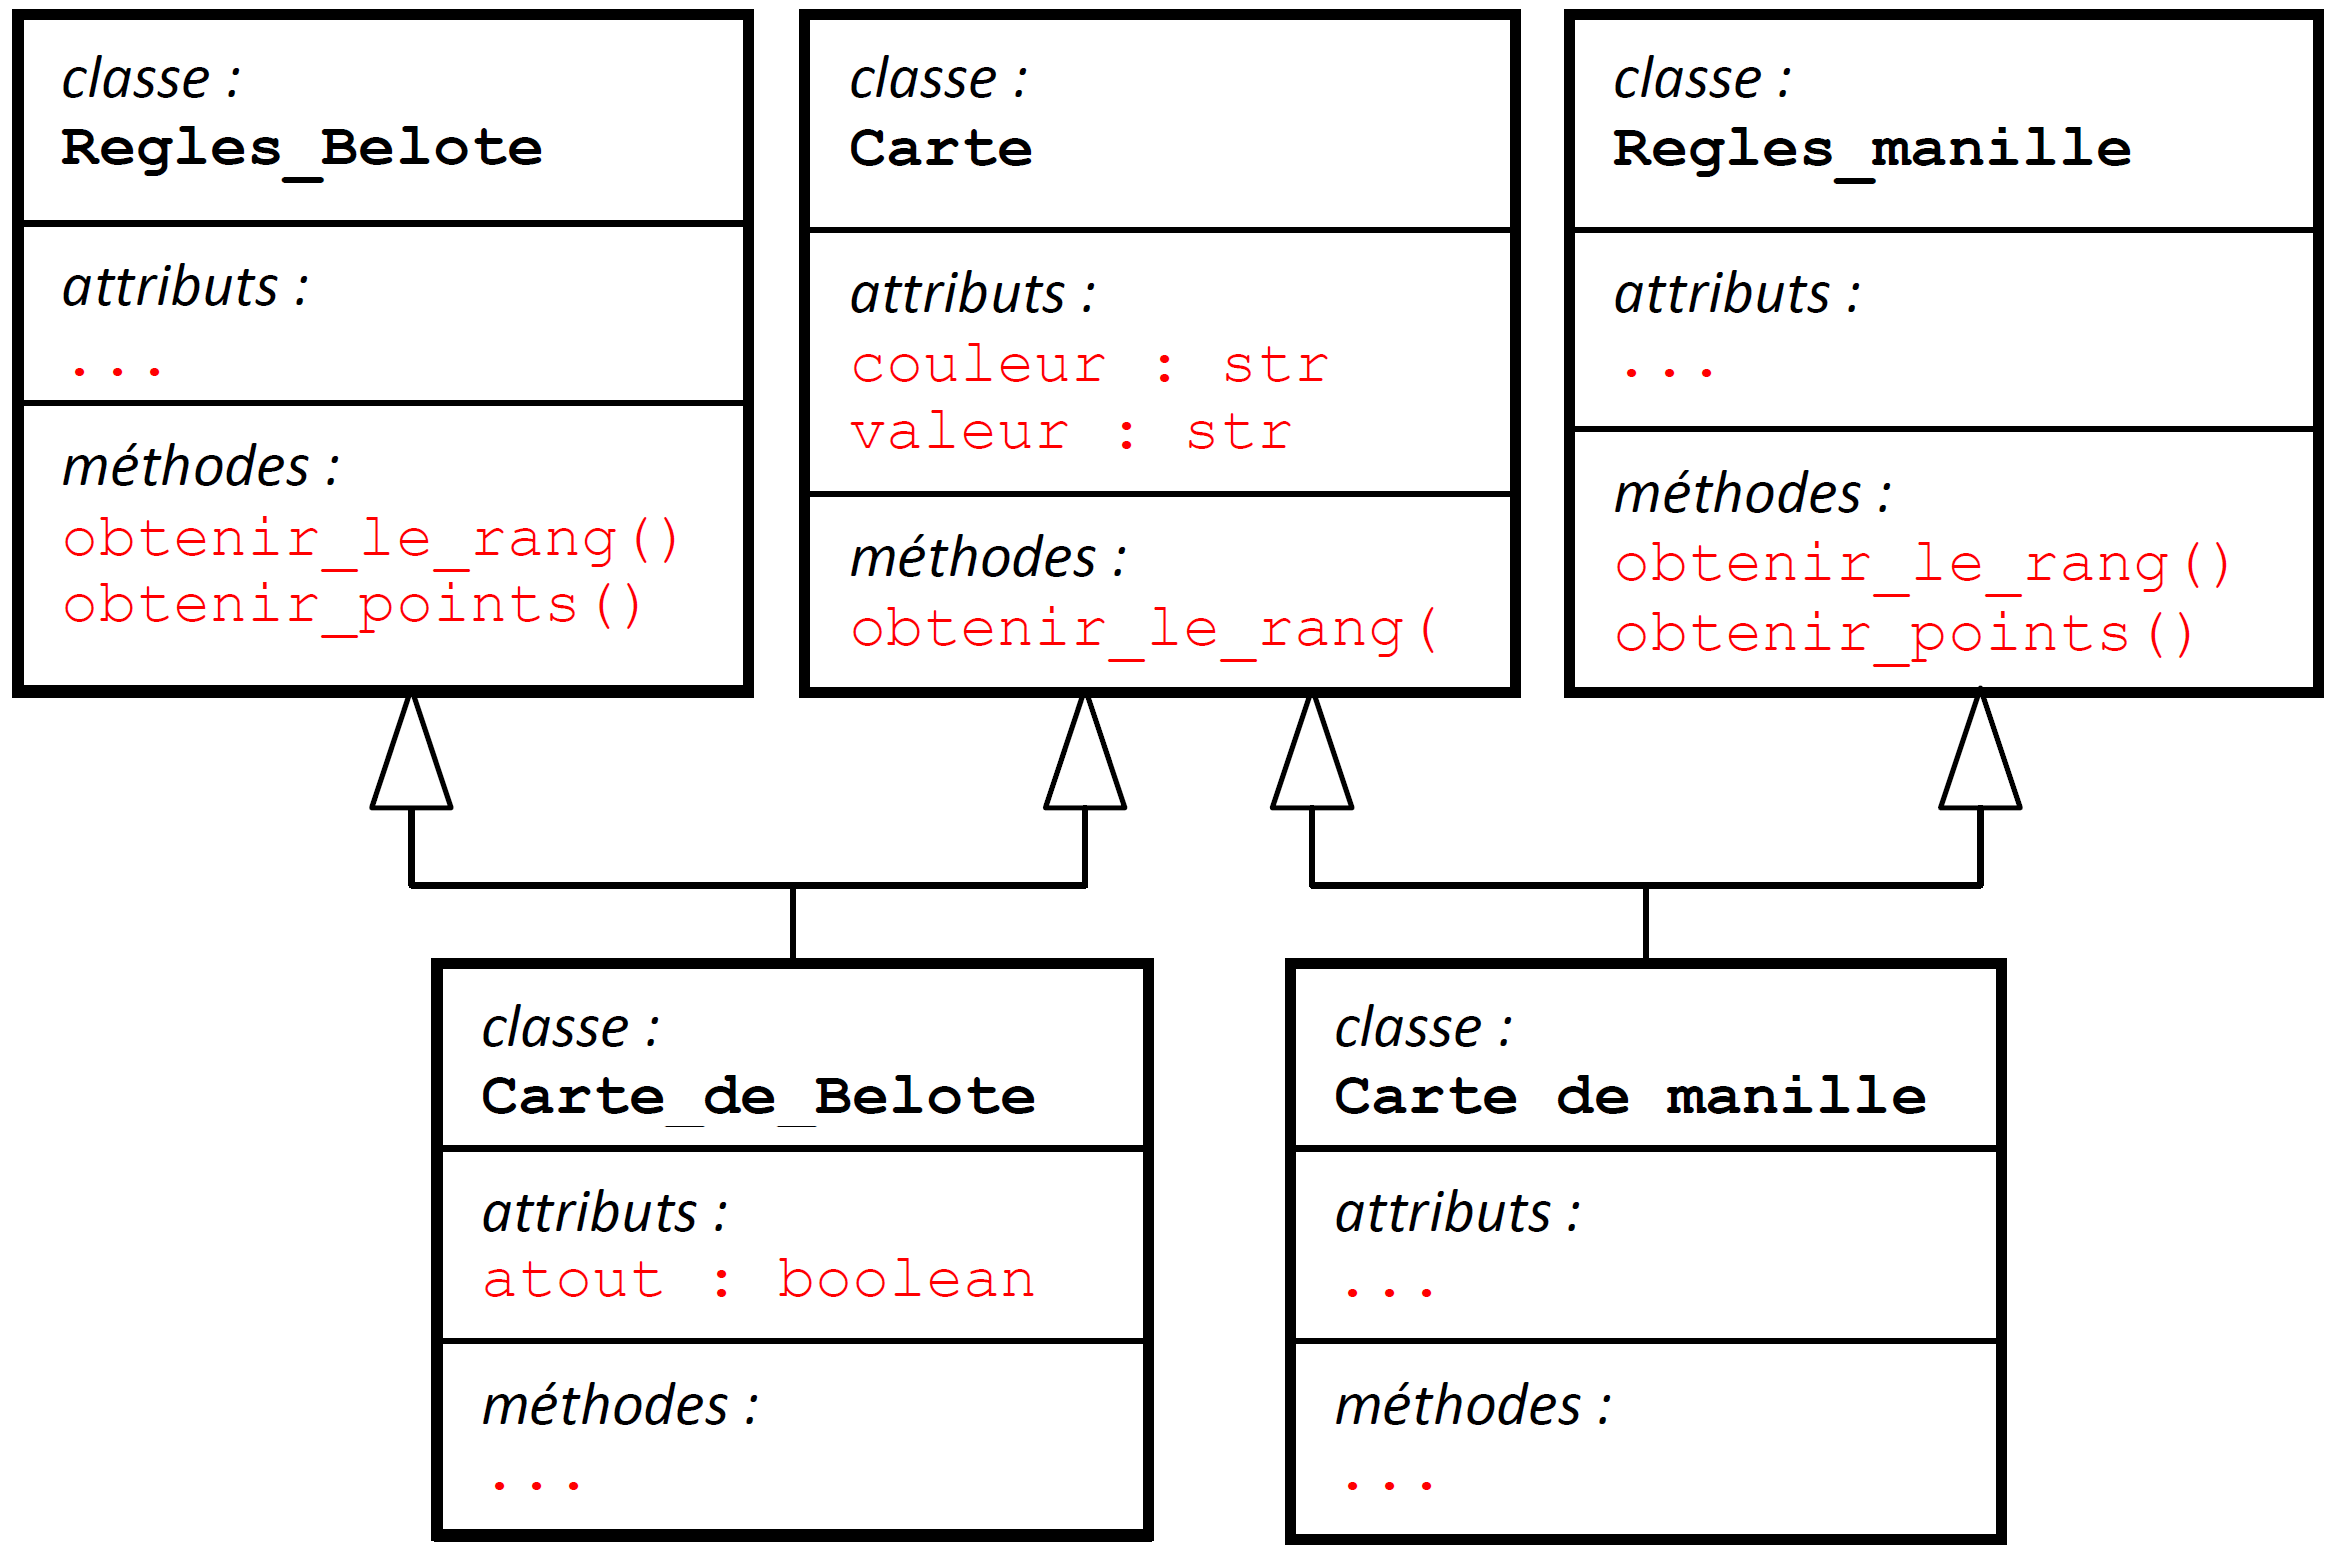 classe :
Regles_Belote
attributs :
...
méthodes :
obtenir_le_rang()
obtenir_points()
classe :
Carte
attributs :
couleur : str
valeur : str
méthodes :
obtenir_le_rang(
classe :
Regles_manille
attributs :
...
méthodes :
obtenir_le_rang()
obtenir_points()
classe :
Carte_de_Belote
attributs :
atout : boolean
méthodes :
...
classe :
Carte de manille
attributs :
...
méthodes :
...